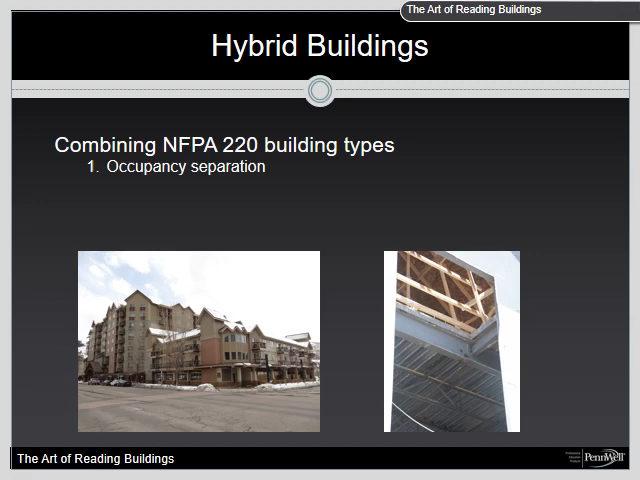 The Art of Reading Buildings
Hybrid Buildings
Combining NFPA 220 building types
1. Occupancy separation
The Art of Reading Buildings
PennWell